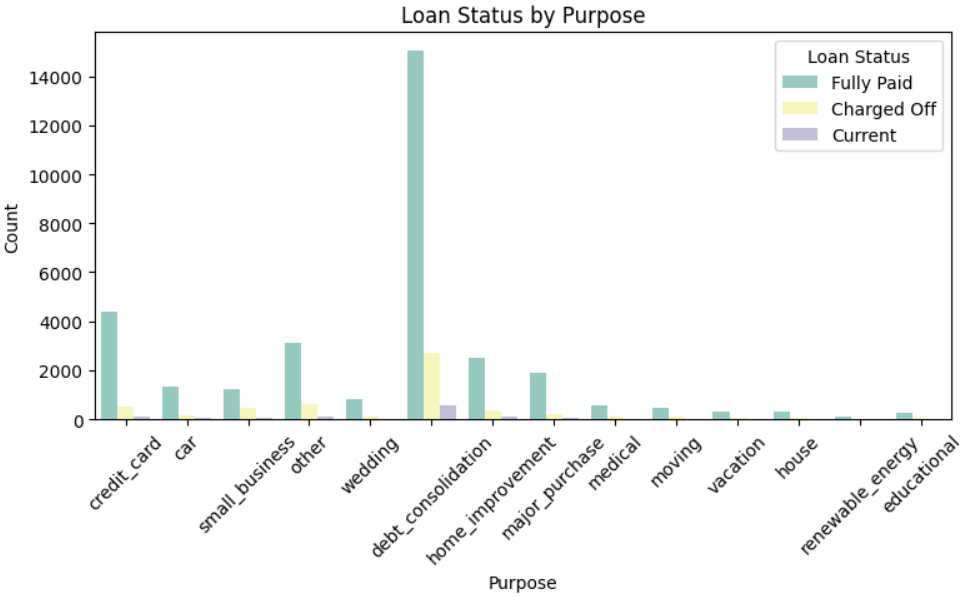 Loan Status by Purpose
Loan Status
Fully Paid
Charged Off
Current
14000
12000
10000
8000
6000
4000
2000
0
Count
credit_card
car
small_business
other
wedding
debt_consolidation
home_improvement
major_purchase
medical
moving
vacation
house
renewable_energy
educational
Purpose